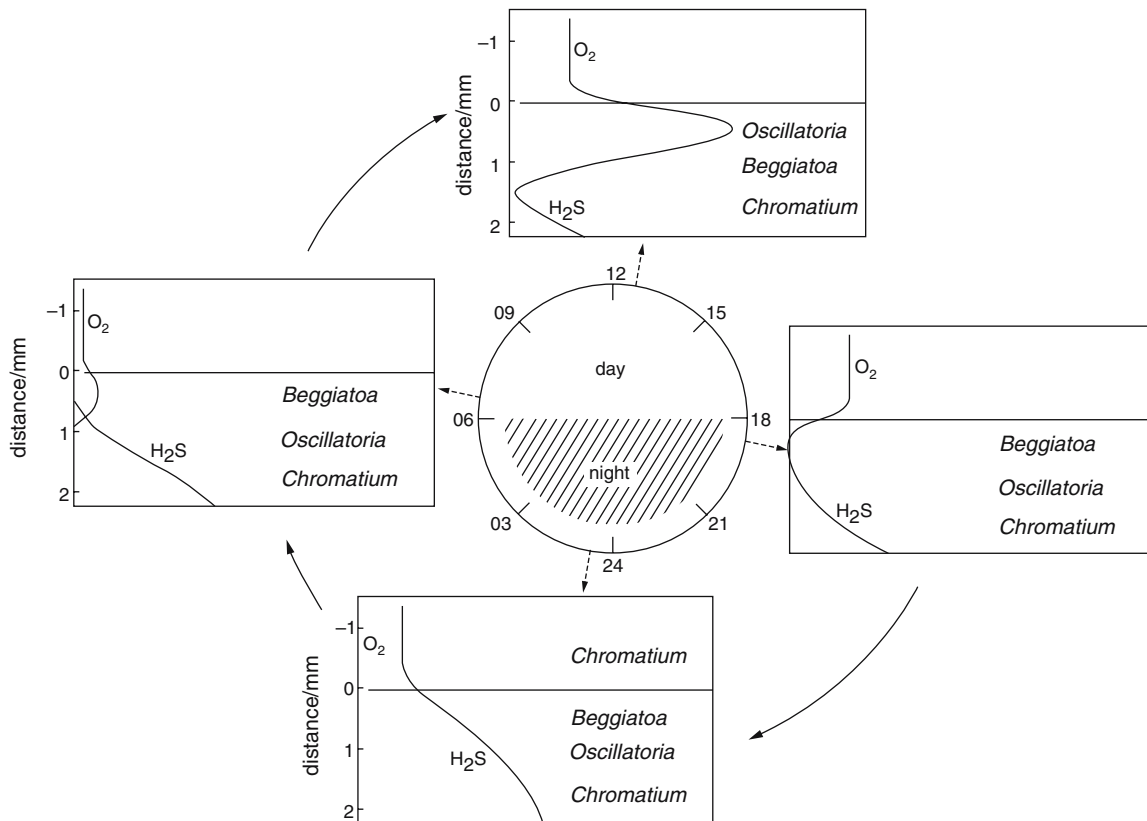 distance/mm
–1
0
1
2
O2
H2S
Oscillatoria
Beggiatoa
Chromatium
distance/mm
–1
0
1
2
O2
H2S
Beggiatoa
Oscillatoria
Chromatium
12
15
18
21
24
03
06
09
day
night
O2
H2S
Beggiatoa
Oscillatoria
Chromatium
distance/mm
–1
0
1
2
O2
H2S
Chromatium
Beggiatoa
Oscillatoria
Chromatium